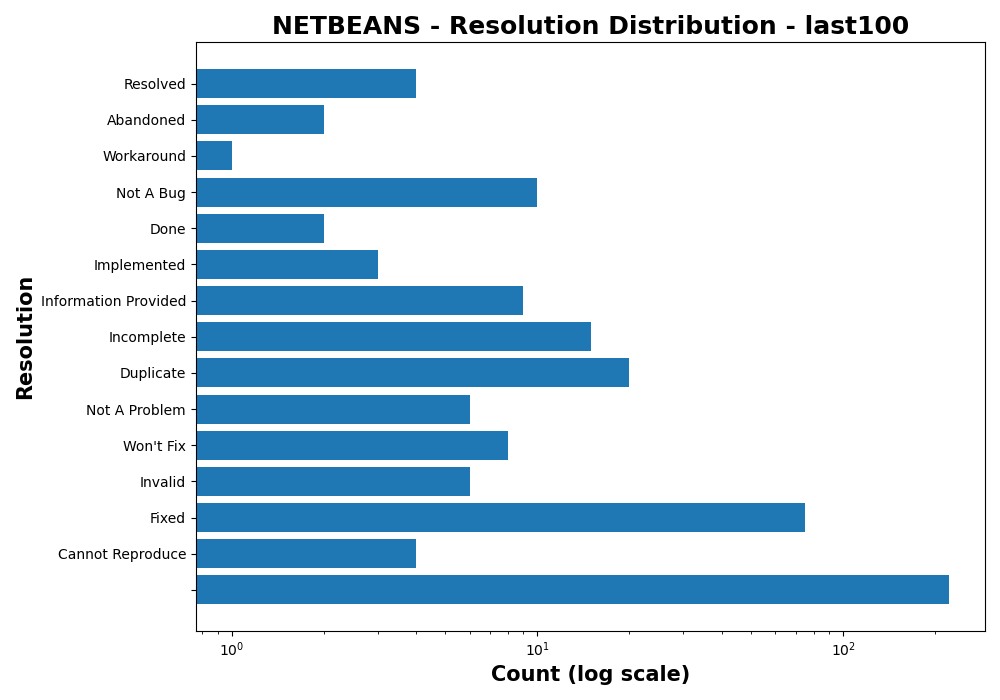 NETBEANS - Resolution Distribution - last100
Resolved
Abandoned
Workaround
Not A Bug
Done
Implemented
Information Provided
Incomplete
Duplicate
Not A Problem
Won't Fix
Invalid
Fixed
Cannot Reproduce
Resolution
10⁰ 10¹ 10²
Count (log scale)